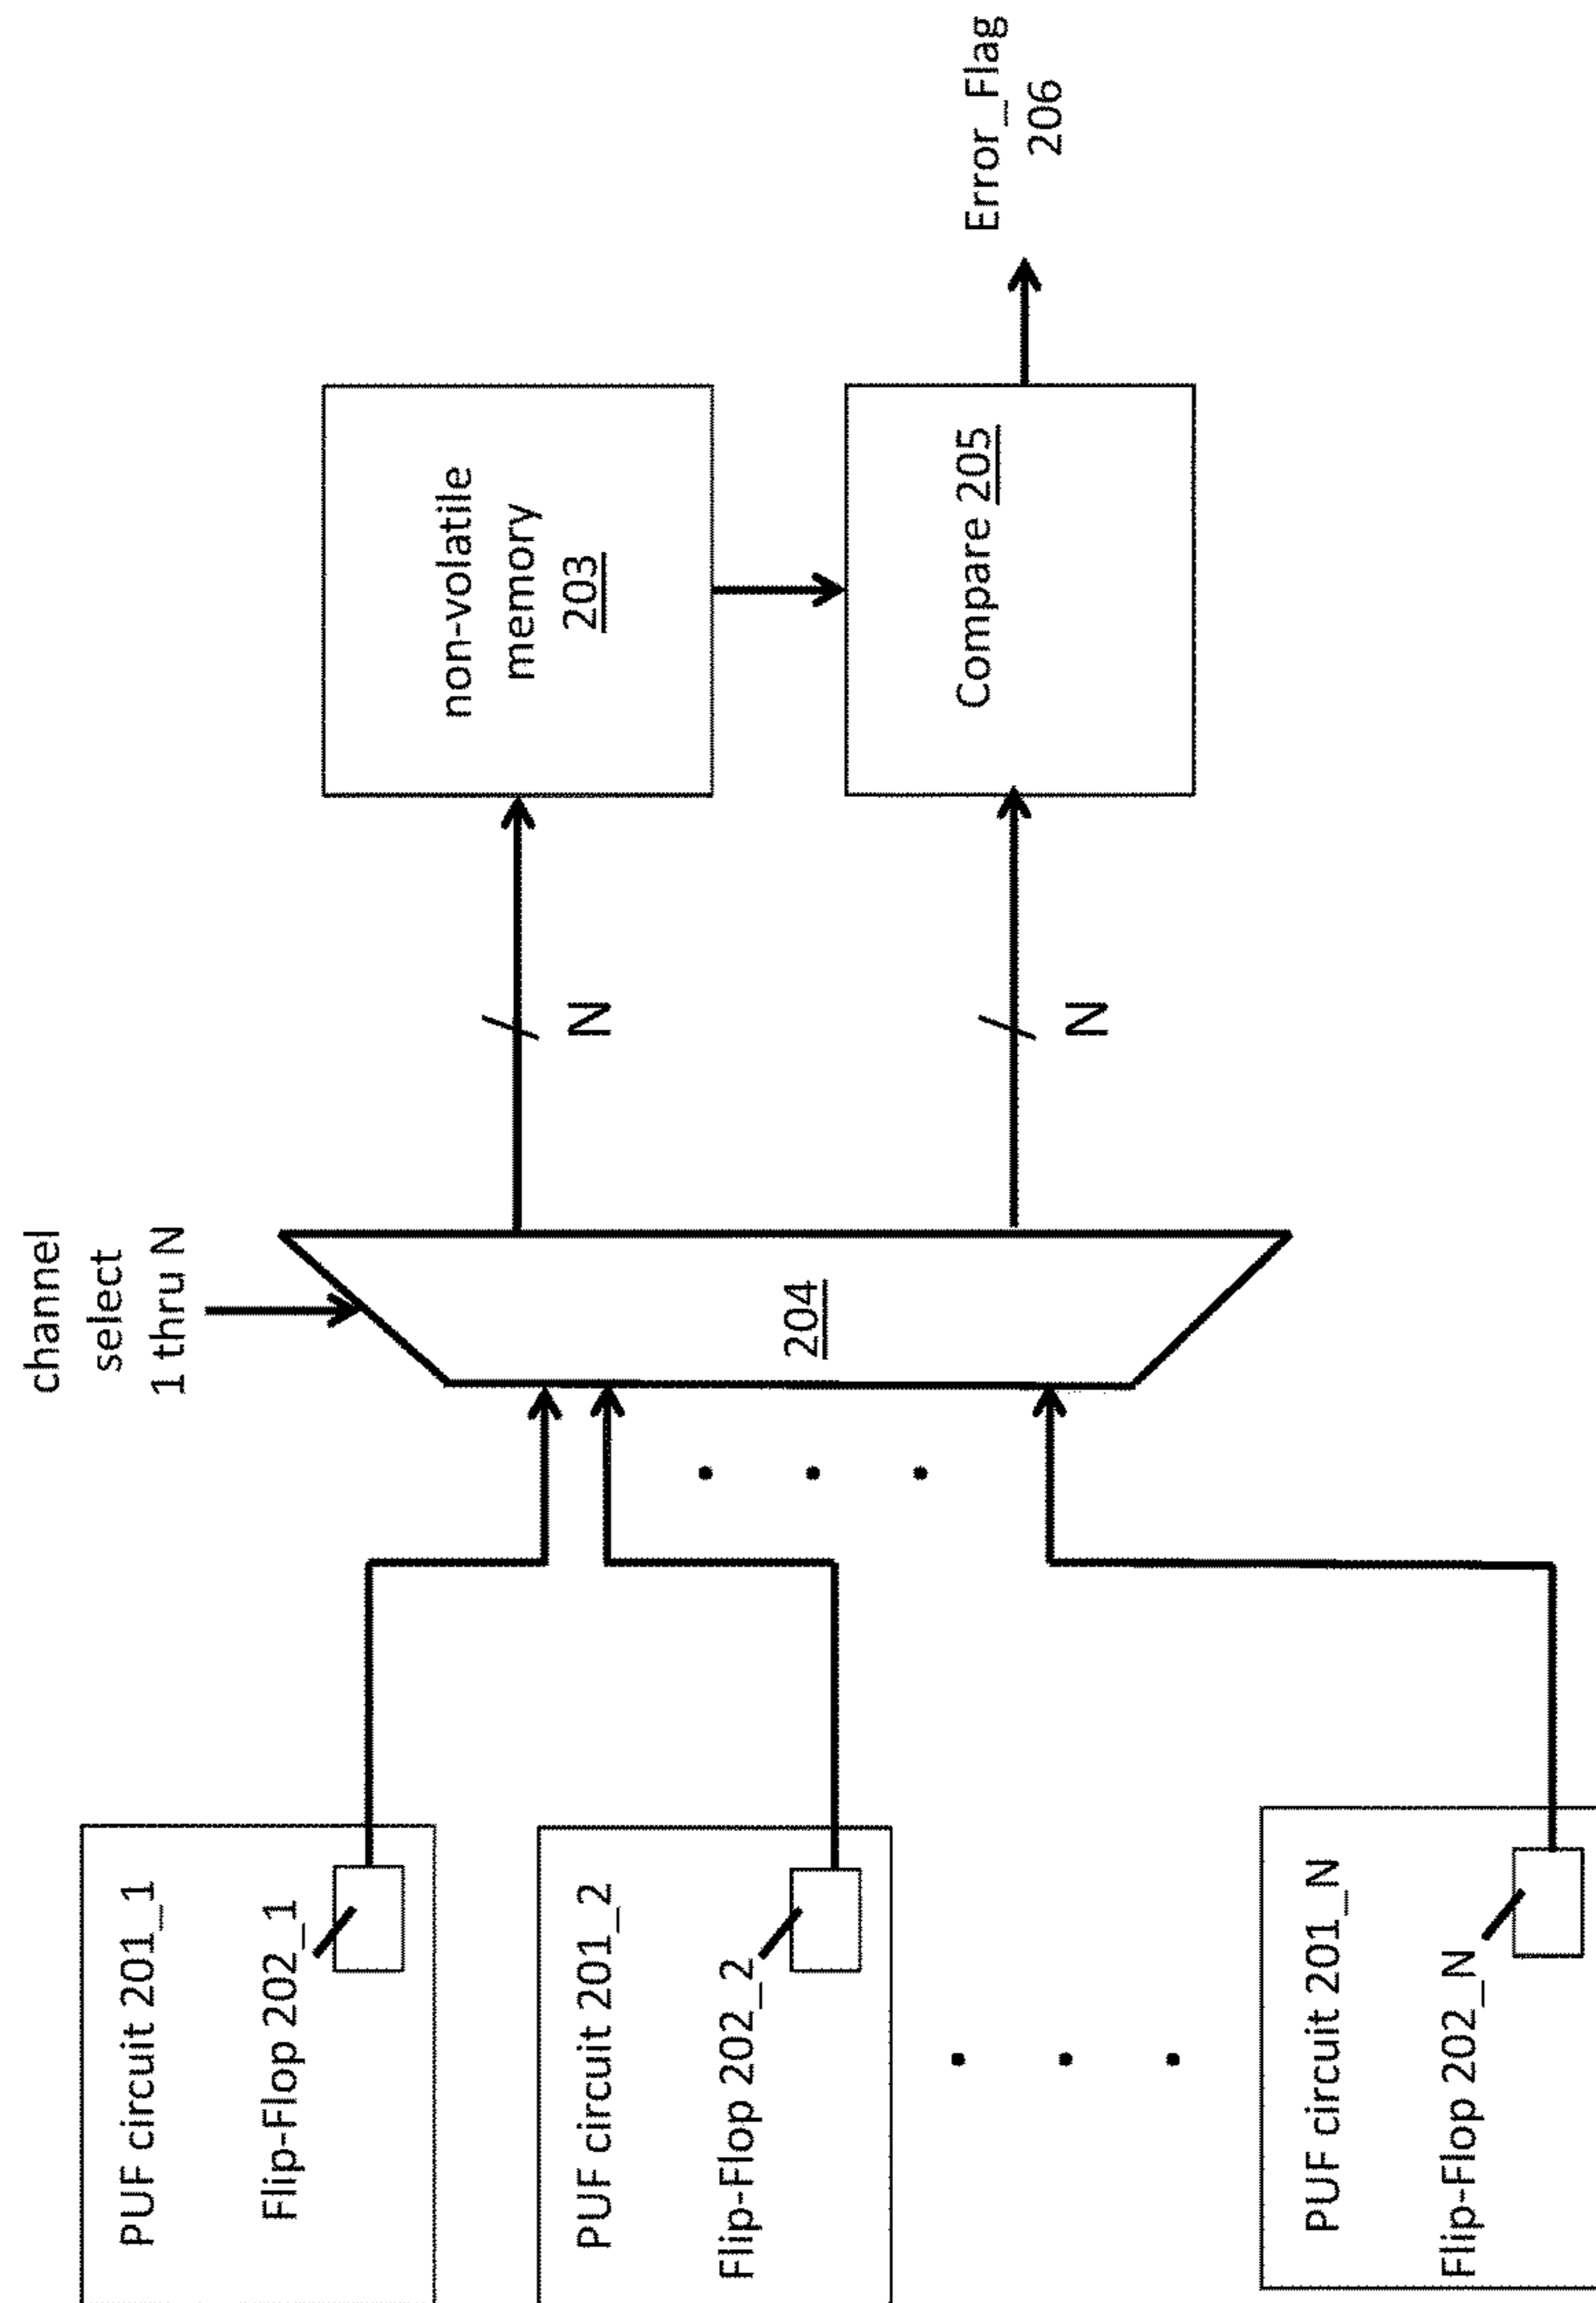 PUF circuit 201_1
Flip-Flop 202_1
PUF circuit 201_2
Flip-Flop 202_2
PUF circuit 201_N
Flip-Flop 202_N
channel
select
1 thru N
204
N
N
non-volatile
memory
203
Compare 205
Error_Flag
206